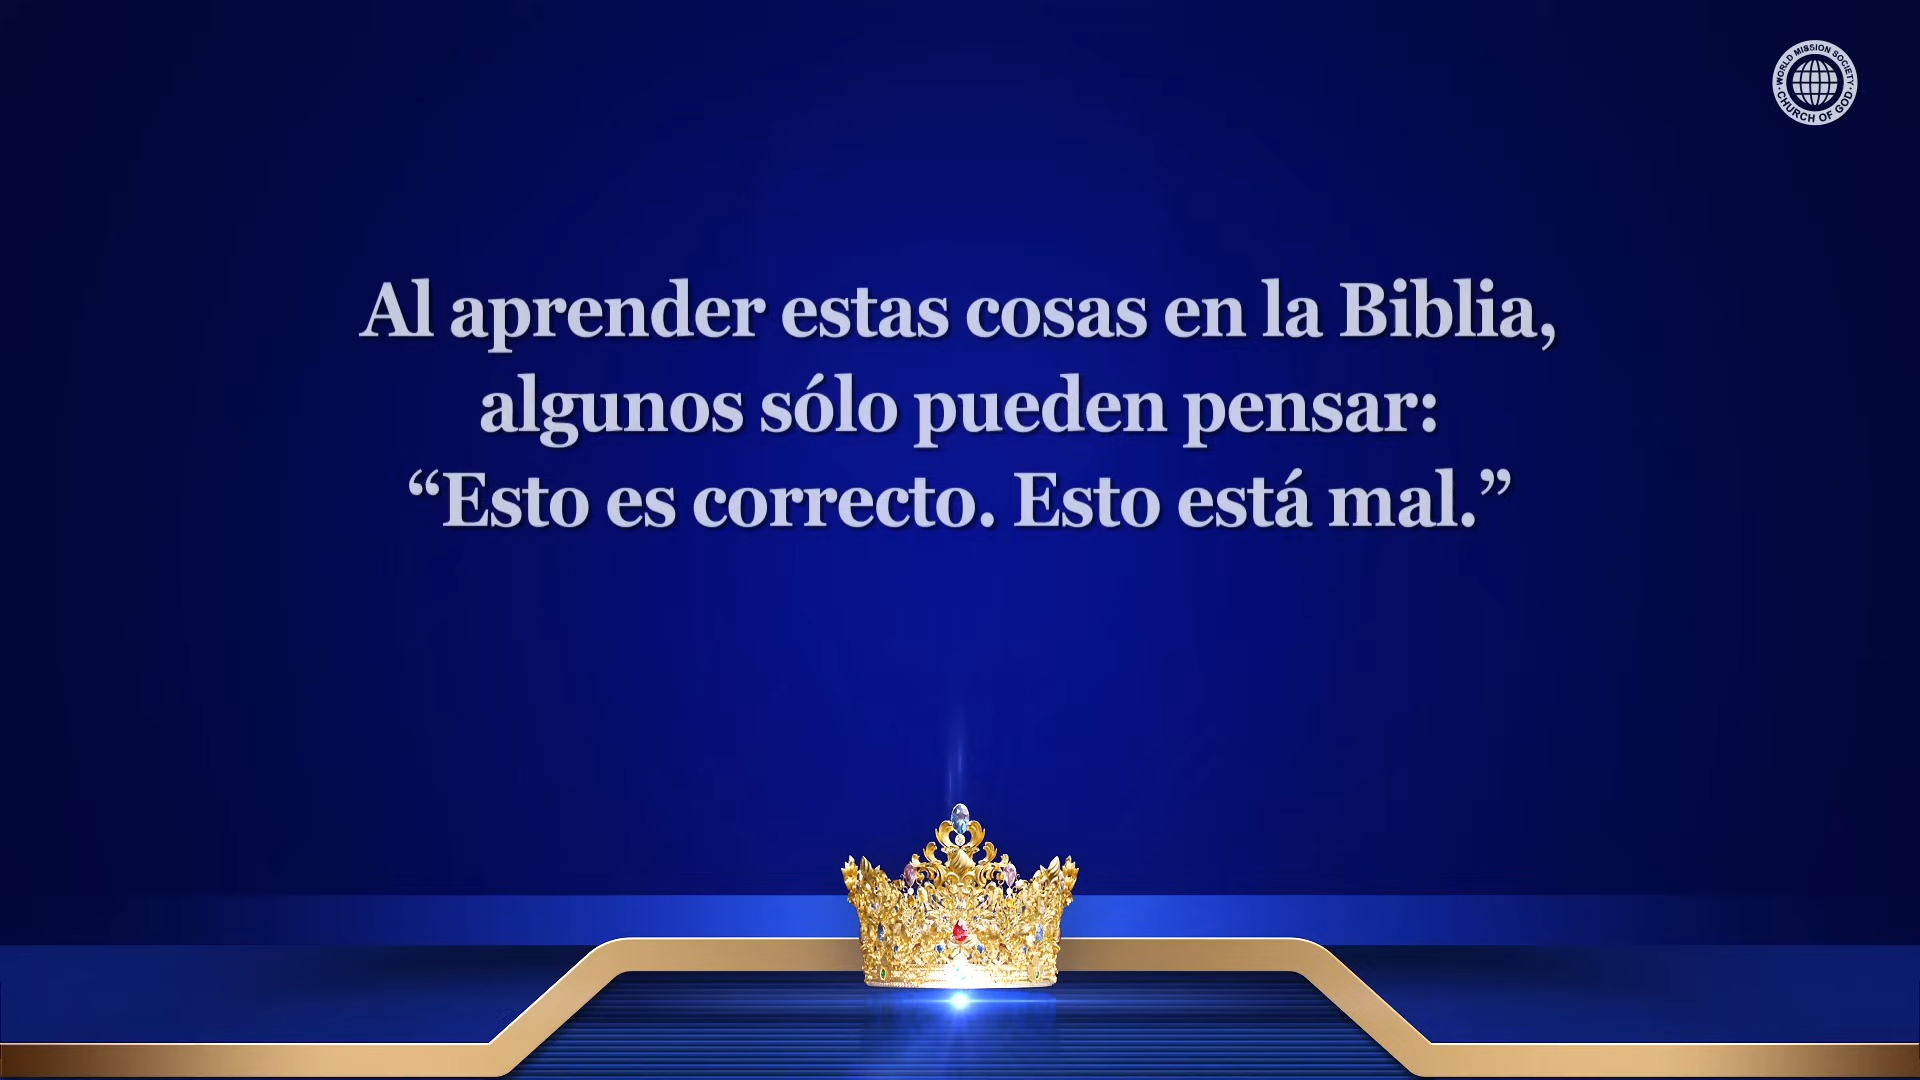 WORLD MISSION SOCIETY
CHURCH OF GOD
Al aprender estas cosas en la Biblia,
algunos sólo pueden pensar:
“Esto es correcto. Esto está mal.”